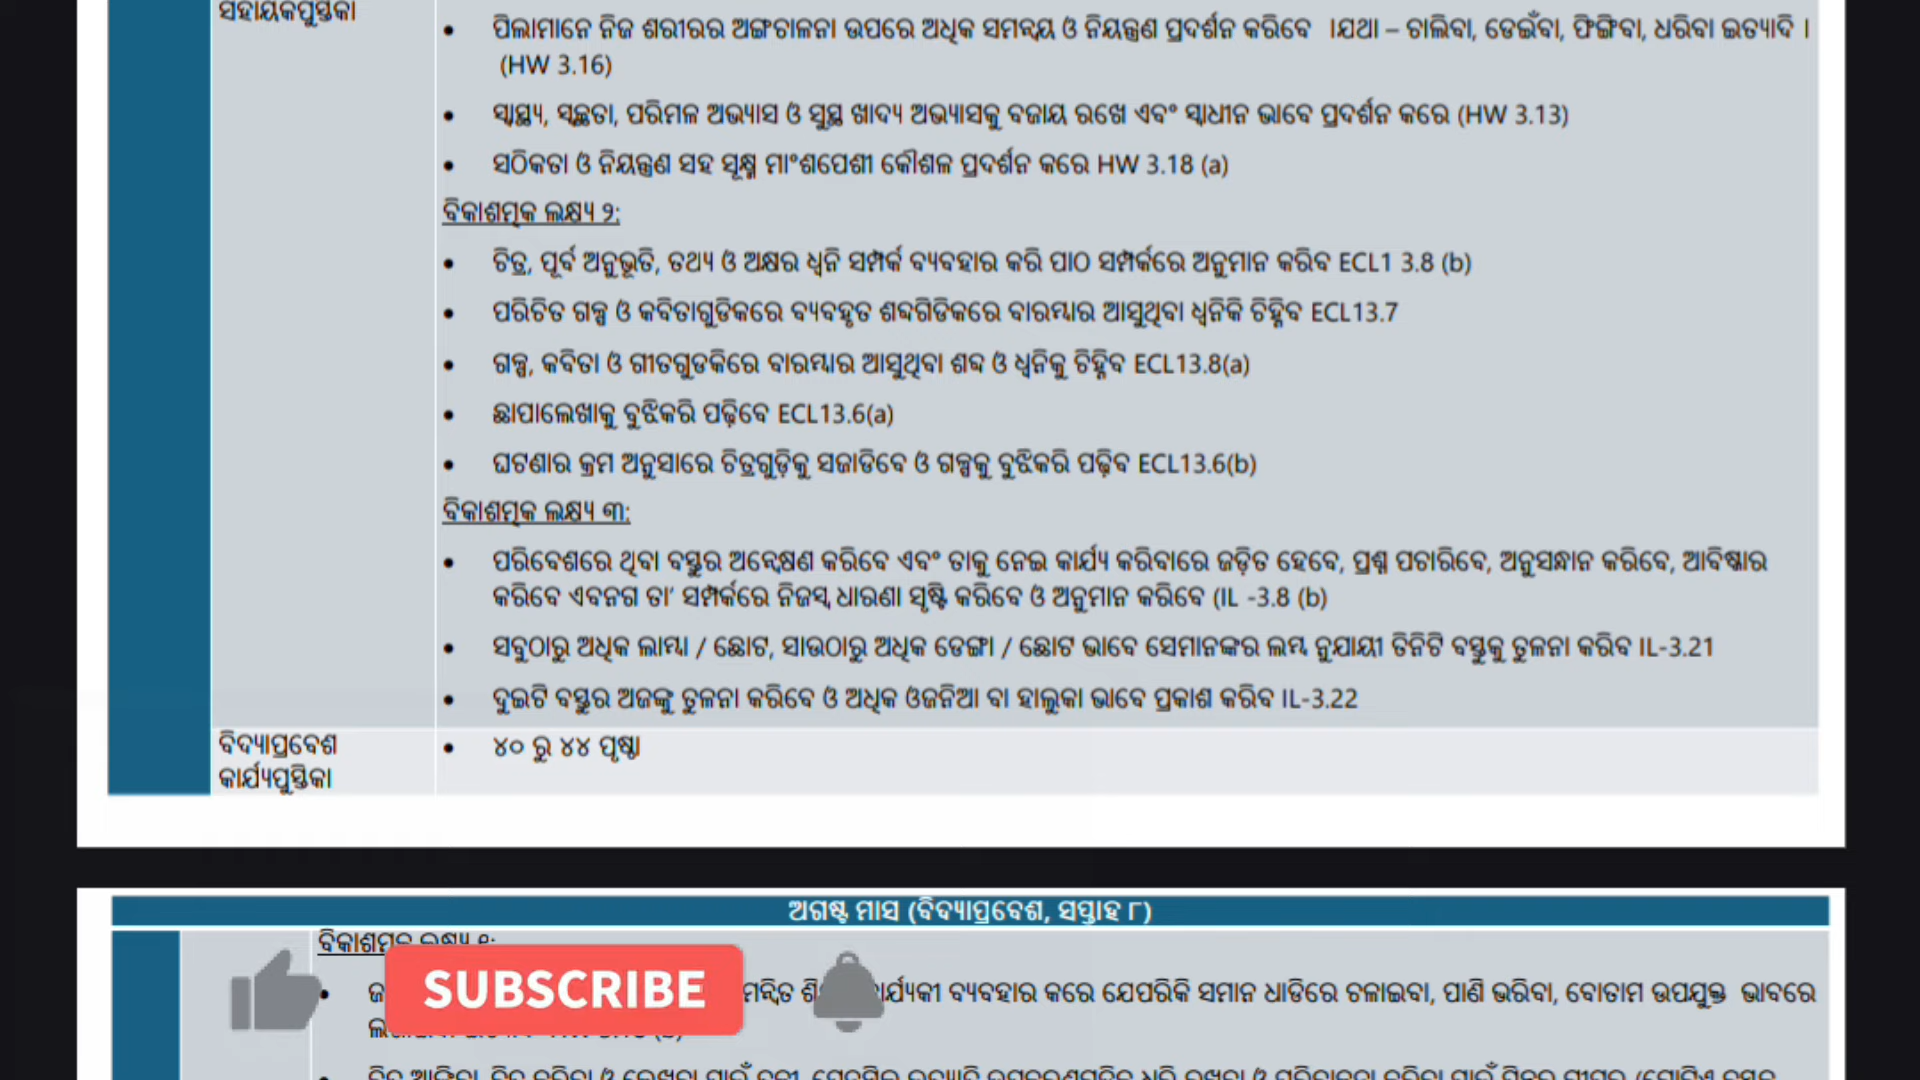 ସହାୟକପୁସ୍ତିକା
• ପିଲାମାନେ ନିଜ ଶରୀରର ଅଙ୍ଗଚାଳନା ଉପରେ ଅଧିକ ସମନ୍ୱୟ ଓ ନିୟନ୍ତ୍ରଣ ପ୍ରଦର୍ଶନ କରିବେ ।ଯଥା – ଚାଲିବା, ଡେଇଁବା, ଫିଙ୍ଗିବା, ଧରିବା ଇତ୍ୟାଦି ।
(HW 3.16)
• ସ୍ୱାସ୍ଥ୍ୟ, ସ୍ୱଚ୍ଛତା, ପରିମଳ ଅଭ୍ୟାସ ଓ ସୁସ୍ଥ ଖାଦ୍ୟ ଅଭ୍ୟାସକୁ ବଜାୟ ରଖେ ଏବଂ ସ୍ୱାଧୀନ ଭାବେ ପ୍ରଦର୍ଶନ କରେ (HW 3.13)
• ସଠିକତା ଓ ନିୟନ୍ତ୍ରଣ ସହ ସୂକ୍ଷ୍ମ ମାଂଶପେଶୀ କୌଶଳ ପ୍ରଦର୍ଶନ କରେ HW 3.18 (a)
ବିକାଶତ୍ମକ ଲକ୍ଷ୍ୟ ୨:
• ଚିତ୍ର, ପୂର୍ବ ଅନୁଭୂତି, ତଥ୍ୟ ଓ ଅକ୍ଷର ଧ୍ୱନି ସମ୍ପର୍କ ବ୍ୟବହାର କରି ପାଠ ସମ୍ପର୍କରେ ଅନୁମାନ କରିବ ECL1 3.8 (b)
• ପରିଚିତ ଗଳ୍ପ ଓ କବିତାଗୁଡିକରେ ବ୍ୟବହୃତ ଶବ୍ଦଗିଡିକରେ ବାରମ୍ୱାର ଆସୁଥିବା ଧ୍ୱନିକି ଚିହ୍ନିବ ECL13.7
• ଗଳ୍ପ, କବିତା ଓ ଗୀତଗୁଡକିରେ ବାରମ୍ୱାର ଆସୁଥିବା ଶବ୍ଦ ଓ ଧ୍ୱନିକୁ ଚିହ୍ନିବ ECL13.8(a)
• ଛାପାଲେଖାକୁ ବୁଝିକରି ପଢ଼ିବେ ECL13.6(a)
• ଘଟଣାର କ୍ରମ ଅନୁସାରେ ଚିତ୍ରଗୁଡ଼ିକୁ ସଜାଡିବେ ଓ ଗଳ୍ପକୁ ବୁଝିକରି ପଢ଼ିବ ECL13.6(b)
ବିକାଶତ୍ମକ ଲକ୍ଷ୍ୟ ୩:
• ପରିବେଶରେ ଥିବା ବସ୍ତୁର ଅନ୍ୱେଷଣ କରିବେ ଏବଂ ତାକୁ ନେଇ କାର୍ଯ୍ୟ କରିବାରେ ଜଡ଼ିତ ହେବେ, ପ୍ରଶ୍ନ ପଚାରିବେ, ଅନୁସନ୍ଧାନ କରିବେ, ଆବିଷ୍କାର
କରିବେ ଏବନଗ ତା’ ସମ୍ପର୍କରେ ନିଜସ୍ୱ ଧାରଣା ସୃଷ୍ଟି କରିବେ ଓ ଅନୁମାନ କରିବେ (IL -3.8 (b)
• ସବୁଠାରୁ ଅଧିକ ଲାମ୍ୱା / ଛୋଟ, ସାଉଠାରୁ ଅଧିକ ଡେଙ୍ଗା / ଛୋଟ ଭାବେ ସେମାନଙ୍କର ଲମ୍ୱ ନୁଯାୟୀ ତିନିଟି ବସ୍ତୁକୁ ତୁଳନା କରିବ IL-3.21
• ଦୁଇଟି ବସ୍ତୁର ଅଜଙ୍କୁ ତୁଳନା କରିବେ ଓ ଅଧିକ ଓଜନିଆ ବା ହାଲୁକା ଭାବେ ପ୍ରକାଶ କରିବ IL-3.22
ବିଦ୍ୟାପ୍ରବେଶ
କାର୍ଯ୍ୟପୁସ୍ତିକା
• ୪୦ ରୁ ୪୪ ପୃଷ୍ଠା
ଅଗଷ୍ଟ ମାସ (ବିଦ୍ୟାପ୍ରବେଶ, ସପ୍ତାହ ୮)
SUBSCRIBE
ବ୍ୟବହାର କରେ ଯେପରିକି ସମାନ ଧାଡିରେ ଚଳାଇବା, ପାଣି ଭରିବା, ବୋତାମ ଉପଯୁକ୍ତ ଭାବରେ